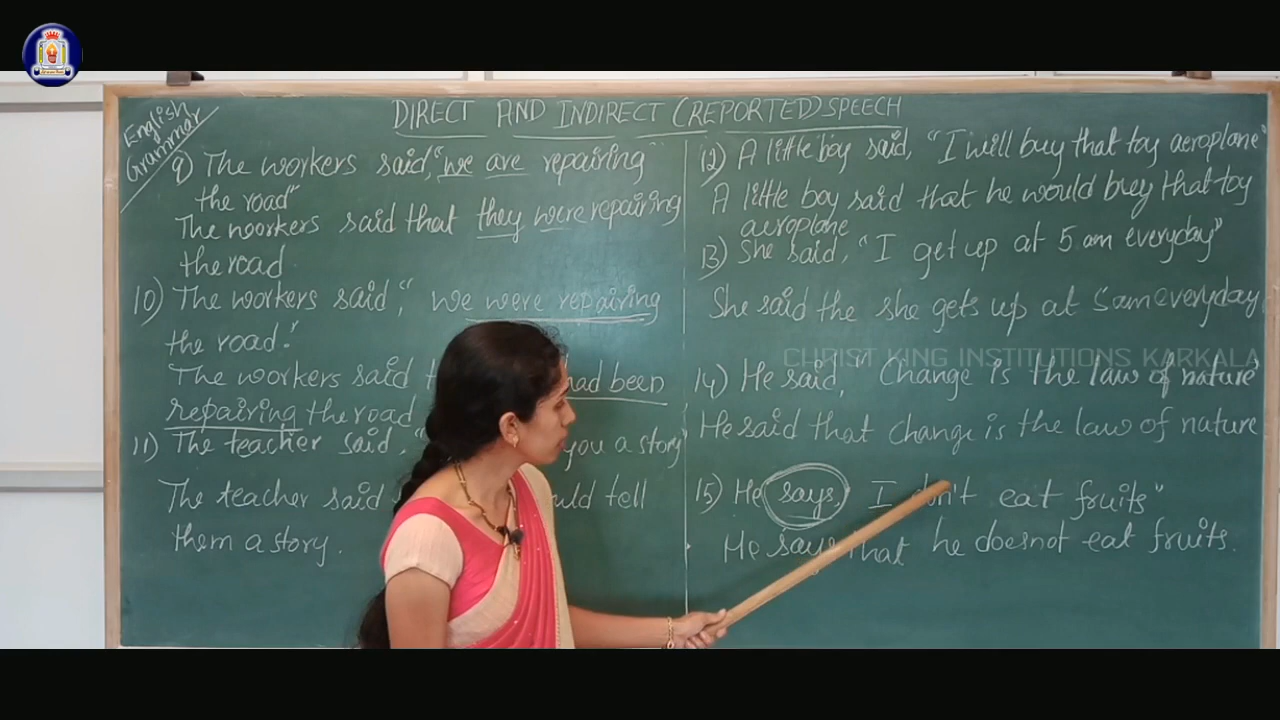 English
Grammar
DIRECT AND INDIRECT (REPORTED) SPEECH
9) The workers said, "we are repairing
the road"
The workers said that they were repairing
the road
10) The workers said, " we were repairing
the road."
The workers said had been
repairing the road
11) The teacher said, " you a story"
The teacher said would tell
them a story.
12) A little boy said, "I will buy that toy aeroplane"
A little boy said that he would buy that toy
aeroplane
13) She said, "I get up at 5 am everyday"
She said the she gets up at 5 am everyday
CHRIST KING INSTITUTIONS KARKALA
14) He said, "Change is the law of nature"
He said that change is the law of nature
15) He says, I don't eat fruits"
He says that he doesnot eat fruits.